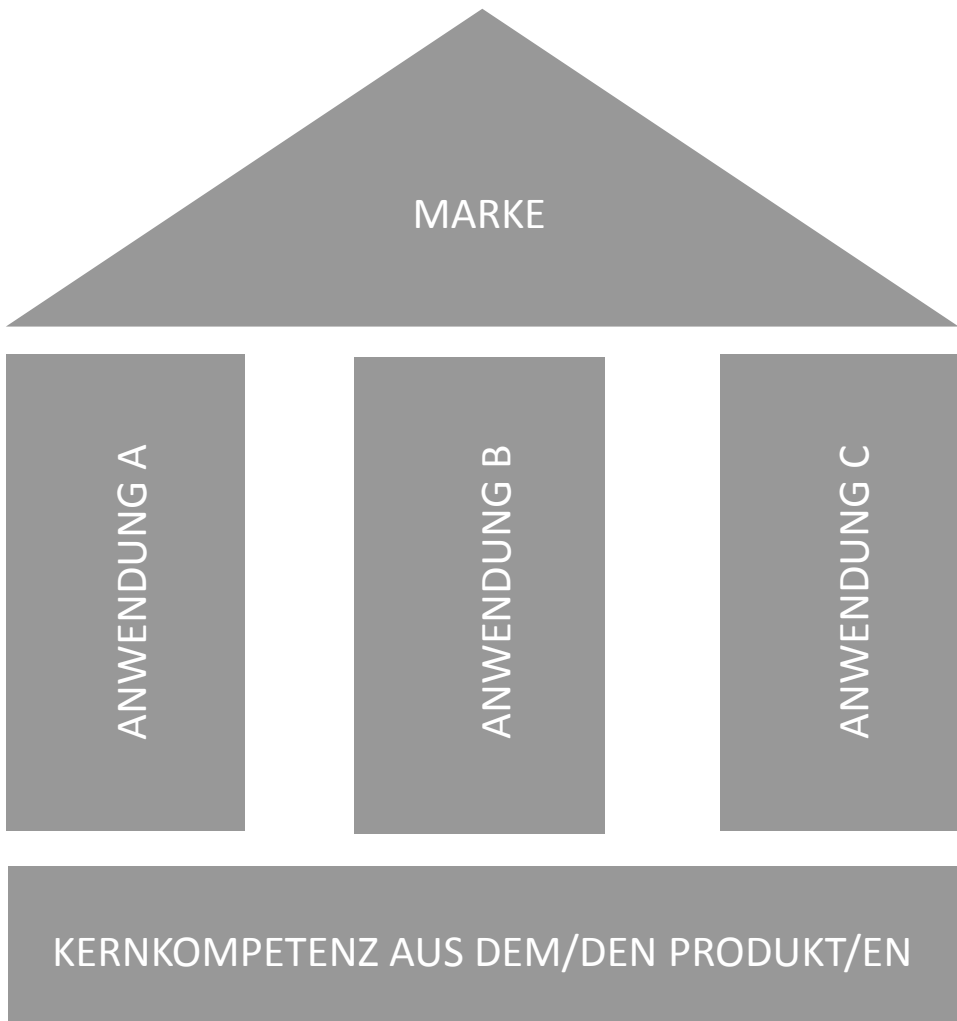 MARKE
ANWENDUNG A
ANWENDUNG B
ANWENDUNG C
KERNKOMPETENZ AUS DEM/DEN PRODUKT/EN